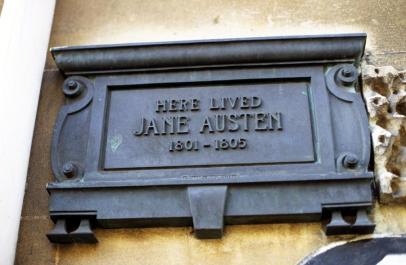 HERE LIVED
JANE AUSTEN
1801 – 1805